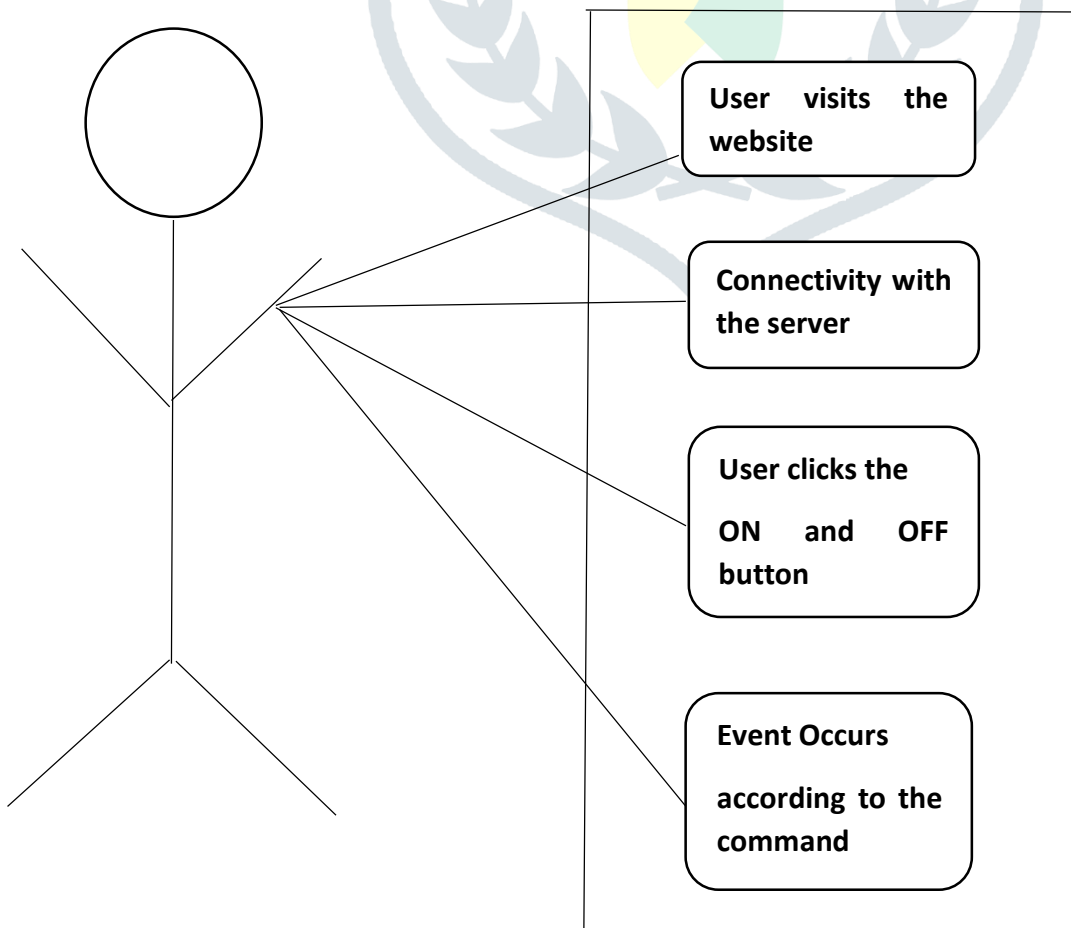 User visits the
website
Connectivity with
the server
User clicks the
ON and OFF
button
Event Occurs
according to the
command